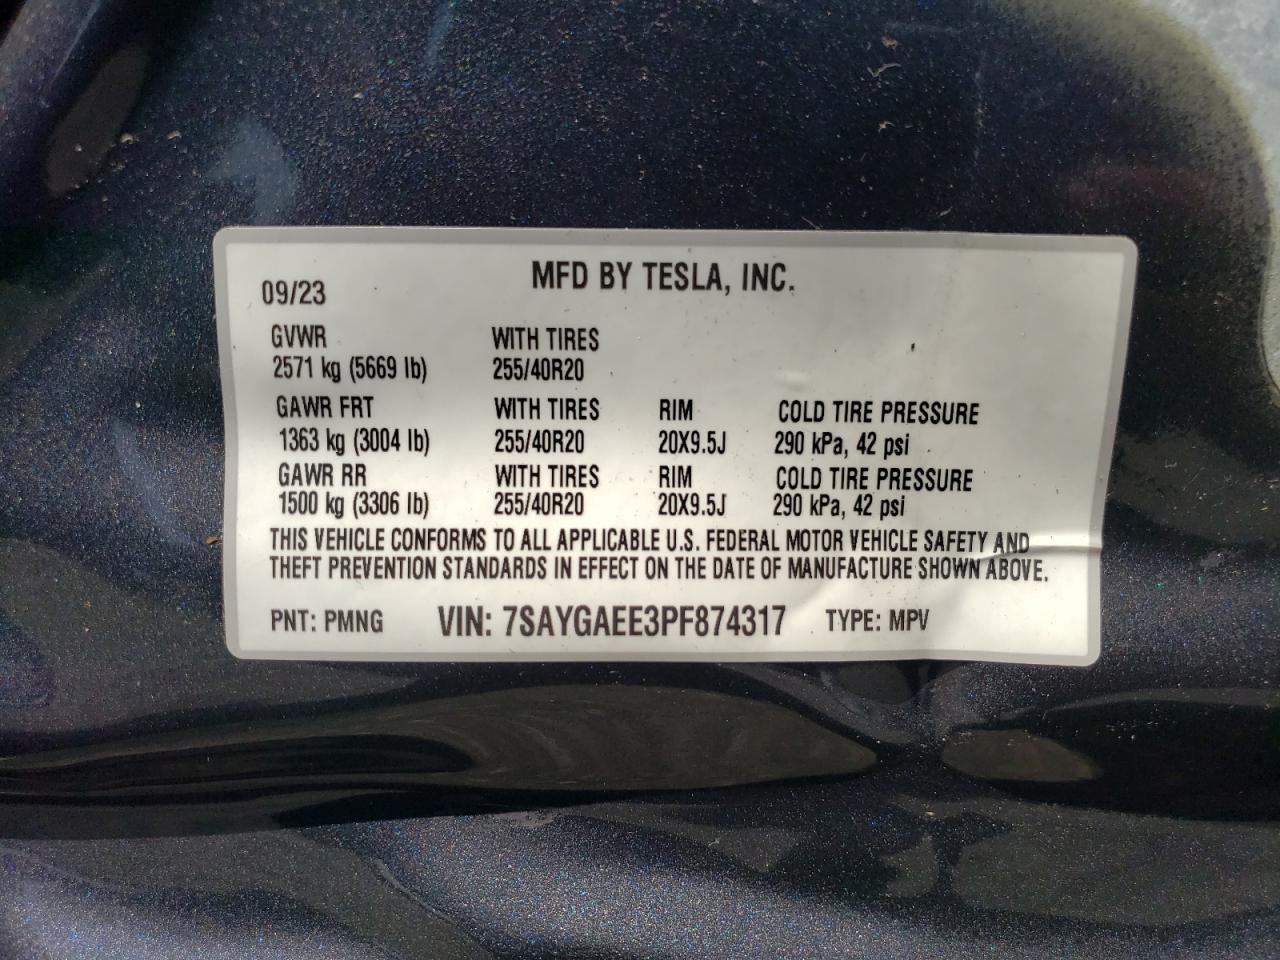 MFD BY TESLA, INC.
09/23
GVWR WITH TIRES
2571 kg (5669 lb) 255/40R20
GAWR FRT WITH TIRES RIM COLD TIRE PRESSURE
1363 kg (3004 lb) 255/40R20 20X9.5J 290 kPa, 42 psi
GAWR RR WITH TIRES RIM COLD TIRE PRESSURE
1500 kg (3306 lb) 255/40R20 20X9.5J 290 kPa, 42 psi
THIS VEHICLE CONFORMS TO ALL APPLICABLE U.S. FEDERAL MOTOR VEHICLE SAFETY AND
THEFT PREVENTION STANDARDS IN EFFECT ON THE DATE OF MANUFACTURE SHOWN ABOVE.
PNT: PMNG VIN: 7SAYGAEE3PF874317 TYPE: MPV